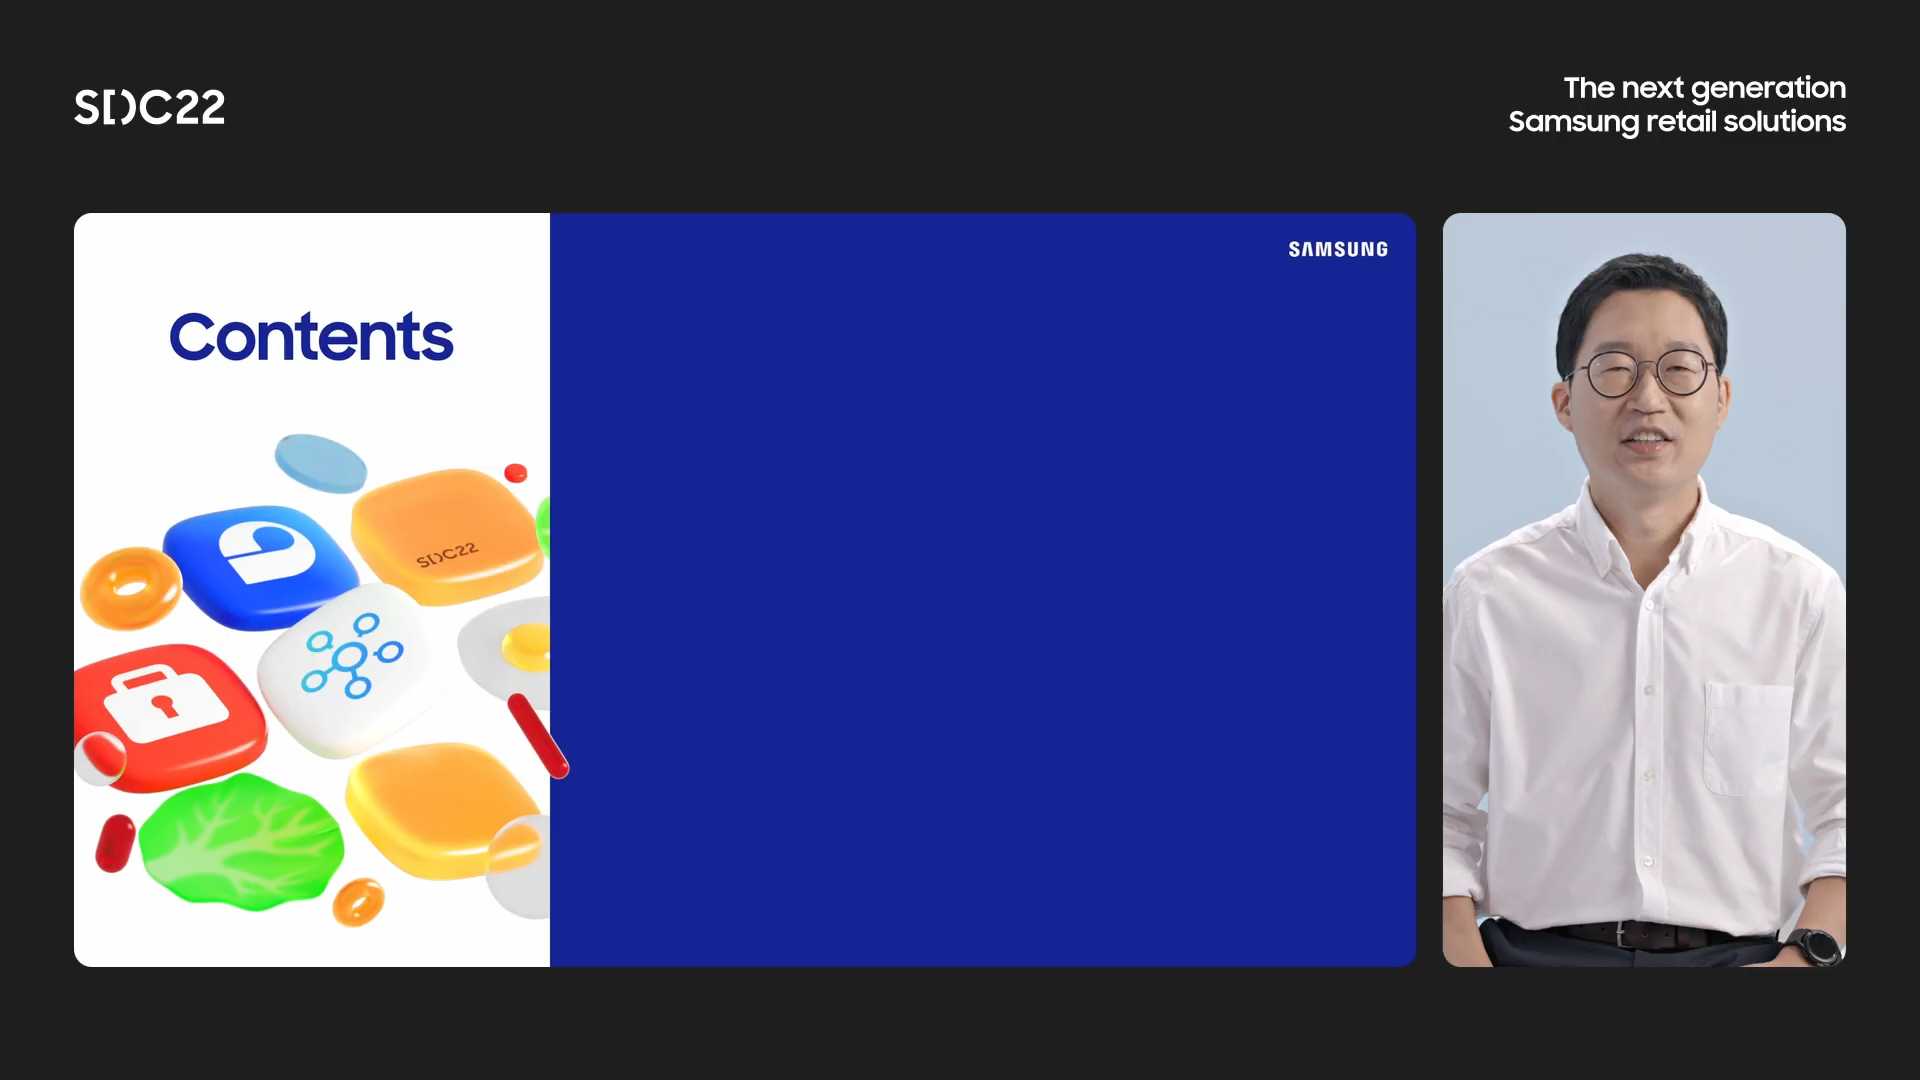 SDC22
The next generation
Samsung retail solutions
SAMSUNG
Contents
SDC22